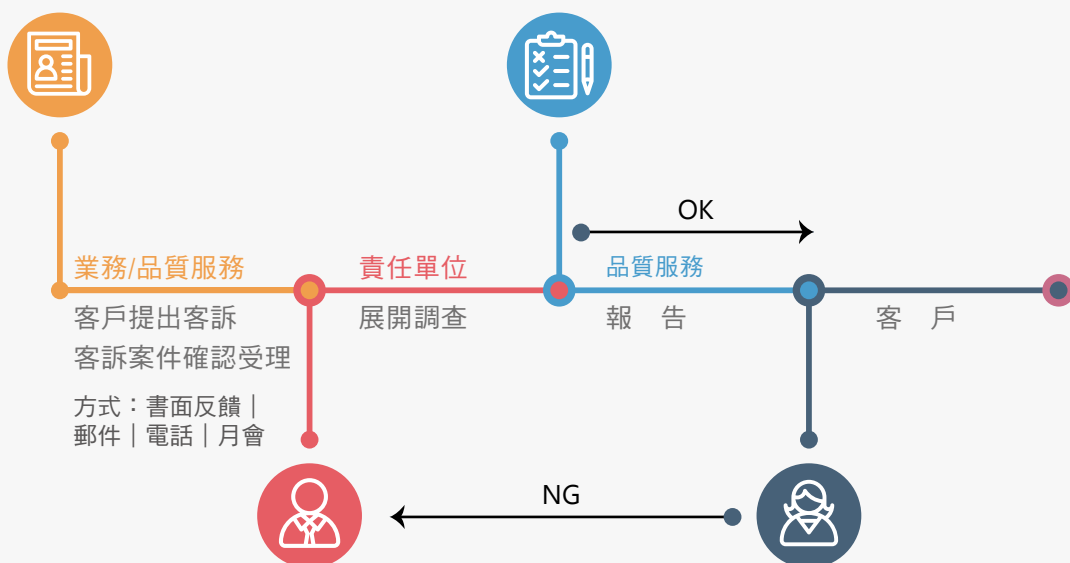 OK
業務/品質服務
責任單位
品質服務
客戶提出客訴
展開調查
報 告
客 戶
客訴案件確認受理
方式：書面反饋｜
郵件｜電話｜月會
NG